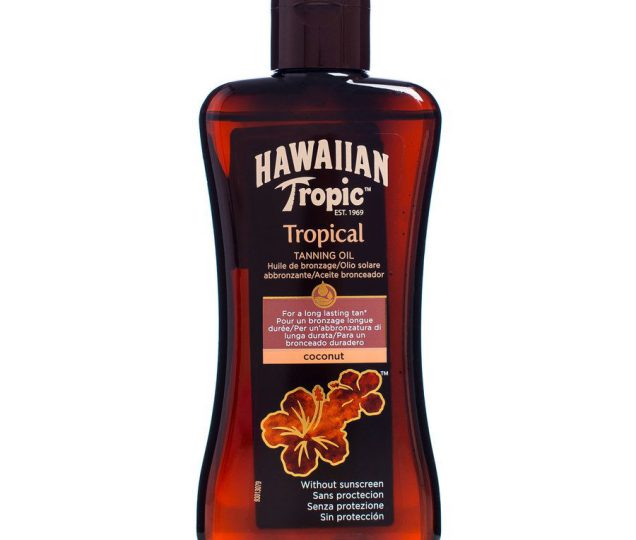 HAWAIIAN
Tropic™
EST. 1969
Tropical
TANNING OIL
Huile de bronzage/Olio solare
abbronzante/Aceite bronceador
For a long lasting tan*
Pour un bronzage longue
durée/Per un'abbronzatura di
lunga durata/Para un
bronceado duradero
coconut
™
Without sunscreen
Sans proctecion
Senza protezione
Sin protección